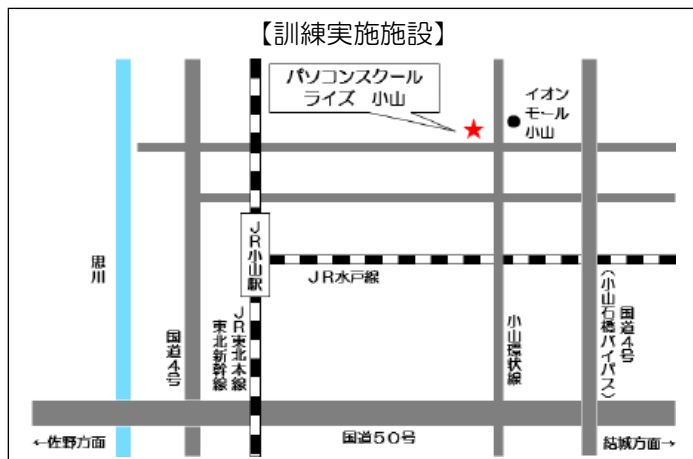 【訓練実施施設】
パソコンスクール
ライズ 小山
イオン
モール
小山
思川
国道4号
JR小山駅
JR東北本線
東北新幹線
JR水戸線
小山環状線
国道4号
(小山石橋バイパス)
国道50号
←佐野方面
結城方面→